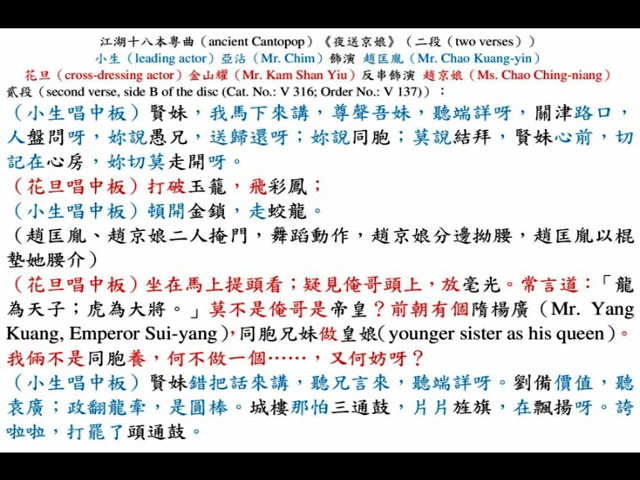 江湖十八本粵曲（ancient Cantopop）《夜送京娘》（二段（two verses））
小生（leading actor）亞沾（Mr. Chim）飾演 趙匡胤（Mr. Chao Kuang-yin）
花旦（cross-dressing actor）金山耀（Mr. Kam Shan Yiu）反串飾演 趙京娘（Ms. Chao Ching-niang）
貳段（second verse, side B of the disc (Cat. No.: V 316; Order No.: V 137)）：
（小生唱中板）賢妹，我馬下來講，尊聲吾妹，聽端詳呀，關津路口，
人盤問呀，妳說愚兄，送歸還呀；妳說同胞；莫說結拜，賢妹心前，切
記在心房，妳切莫走開呀。
（花旦唱中板）打破玉籠，飛彩鳳；
（小生唱中板）頓開金鎖，走蛟龍。
（趙匡胤、趙京娘二人掩門，舞蹈動作，趙京娘分邊拗腰，趙匡胤以棍
墊她腰介）
（花旦唱中板）坐在馬上提頭看；疑見俺哥頭上，放毫光。常言道：「龍
為天子；虎為大將。」莫不是俺哥是帝皇？前朝有個隋楊廣（Mr. Yang
Kuang, Emperor Sui-yang），同胞兄妹做皇娘（younger sister as his queen）。
我倆不是同胞養，何不做一個……，又何妨呀？
（小生唱中板）賢妹錯把話來講，聽兄言來，聽端詳呀。劉備價值，聽
袁廣；政翻龍牽，是圓棒。城樓那怕三通鼓，片片旌旗，在飄揚呀。誇
啦啦，打罷了頭通鼓。